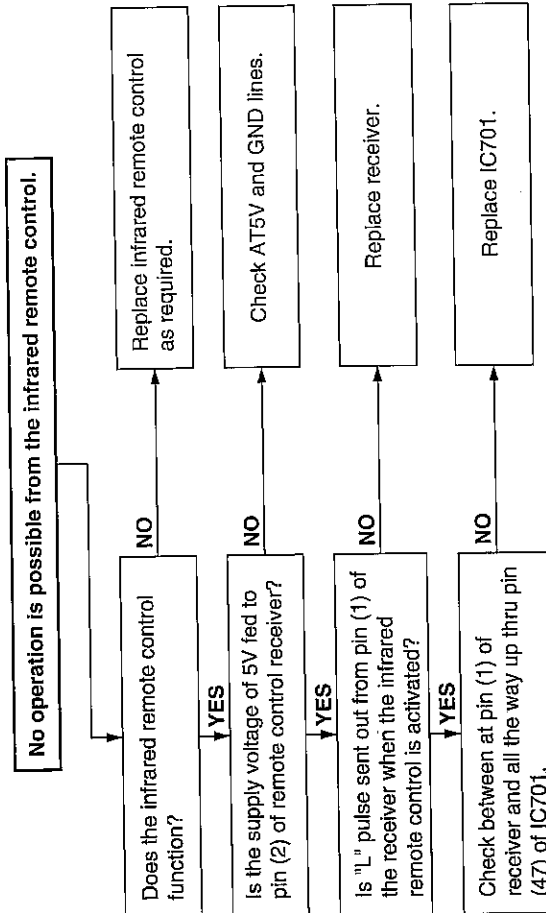 No operation is possible from the infrared remote control.
Does the infrared remote control
function?
NO
Replace infrared remote control
as required.
YES
Is the supply voltage of 5V fed to
pin (2) of remote control receiver?
NO
Check AT5V and GND lines.
YES
Is "L" pulse sent out from pin (1) of
the receiver when the infrared
remote control is activated?
NO
Replace receiver.
YES
Check between at pin (1) of
receiver and all the way up thru pin
(47) of IC701.
NO
Replace IC701.